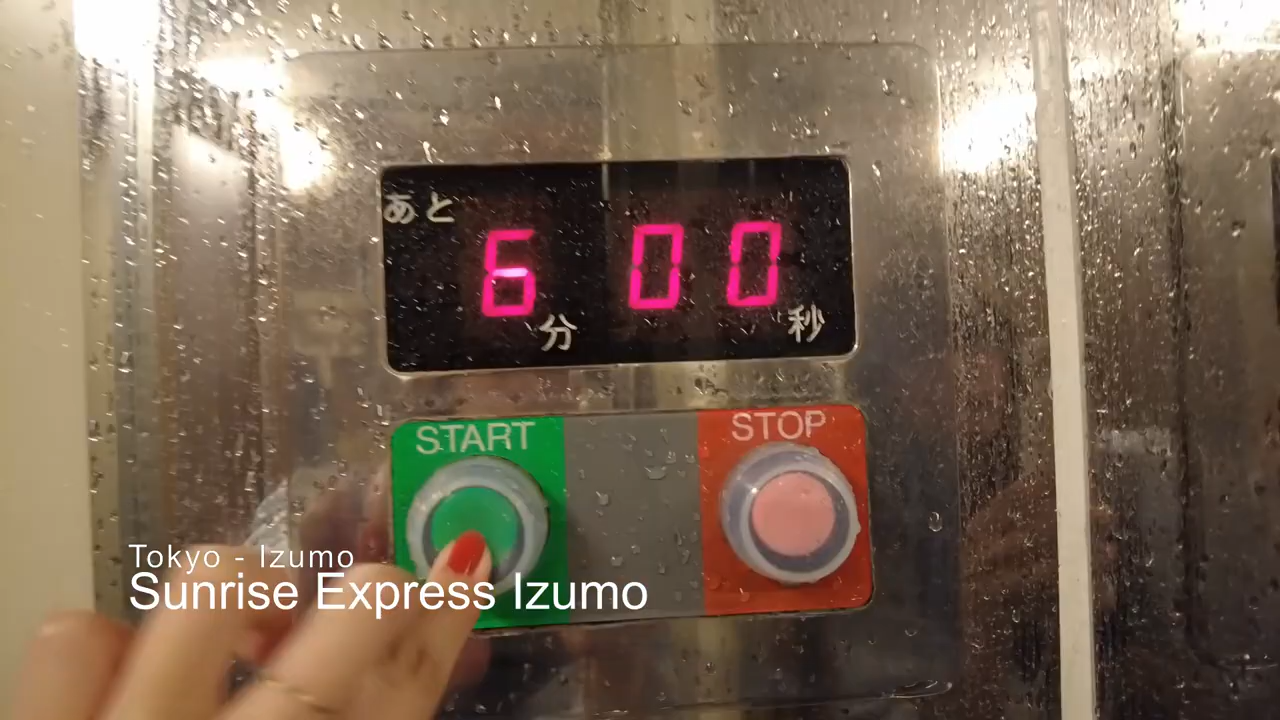 あと
6分 00秒
START STOP
Tokyo - Izumo
Sunrise Express Izumo